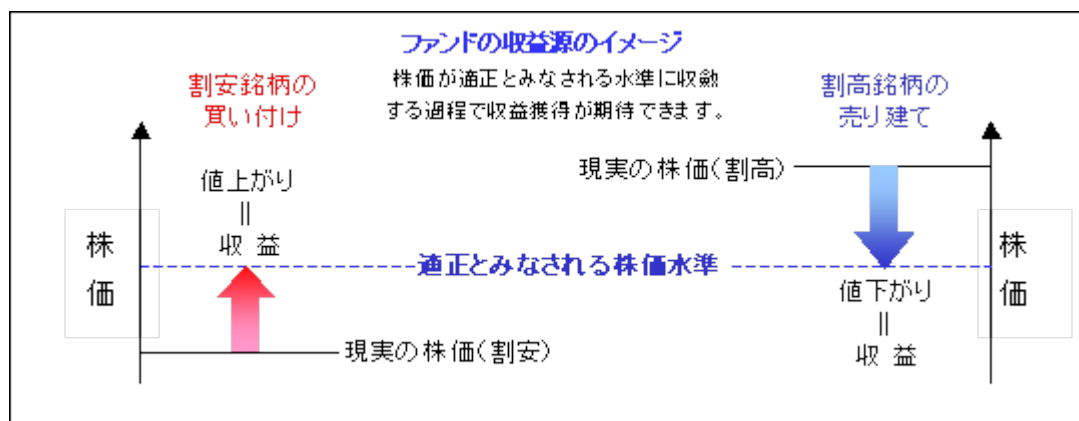 ファンドの収益源のイメージ
株価が適正とみなされる水準に収斂
する過程で収益獲得が期待できます。
割安銘柄の
買い付け
割高銘柄の
売り建て
現実の株価(割高)
値上がり
||
収 益
株
価
適正とみなされる株価水準
株
価
値下がり
||
収 益
現実の株価(割安)